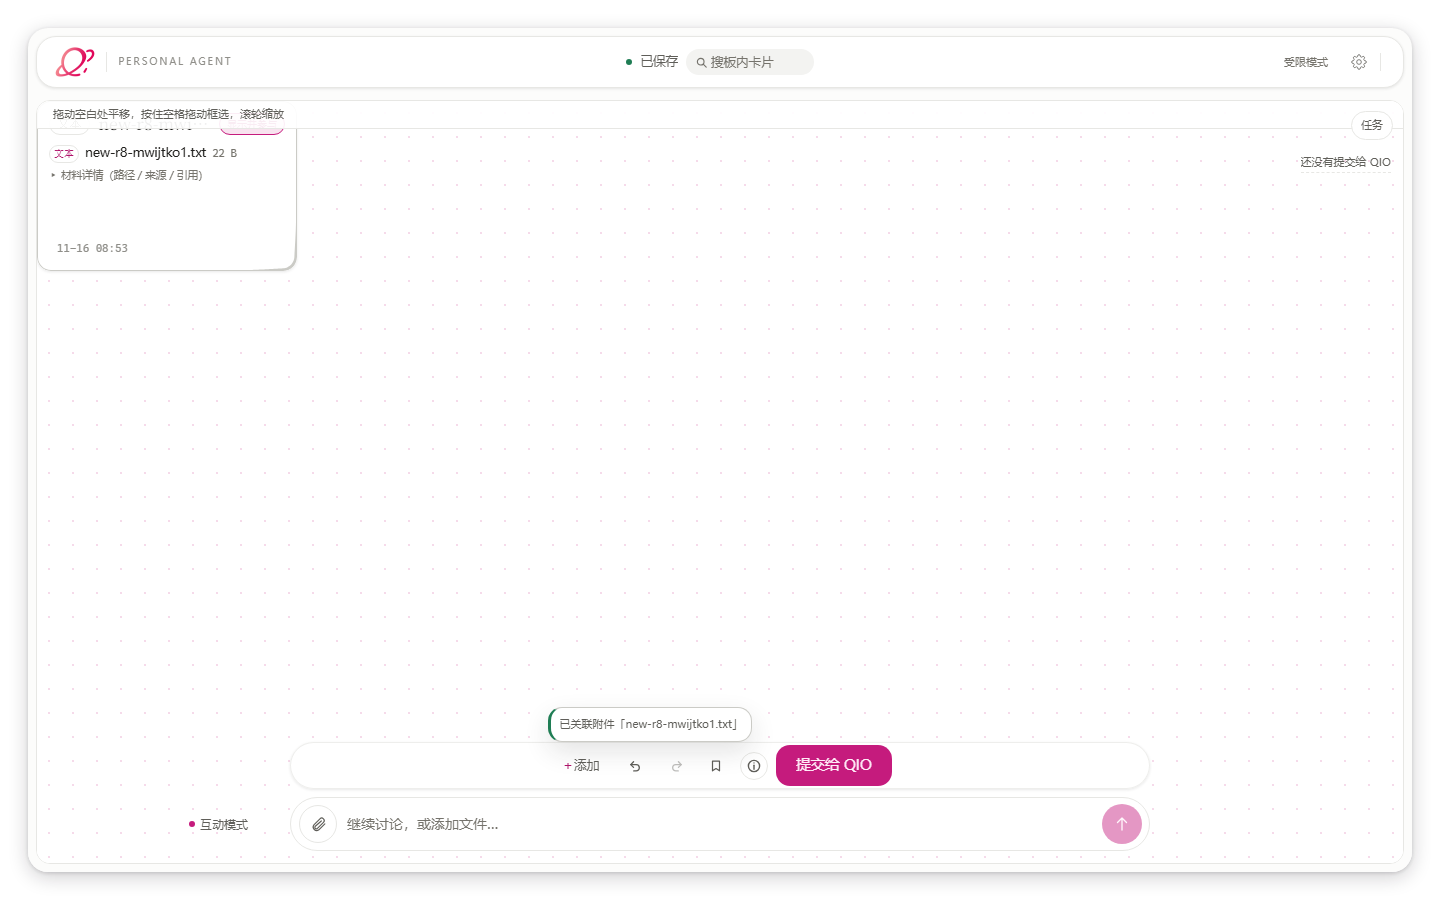 PERSONAL AGENT
已保存
搜板内卡片
受限模式
拖动空白处平移，按住空格拖动框选，滚轮缩放
任务
还没有提交给 QIO
文本 new-r8-mwijtko1.txt 22 B
▸ 材料详情（路径 / 来源 / 引用）
11-16 08:53
已关联附件「new-r8-mwijtko1.txt」
+添加
提交给 QIO
互动模式
继续讨论，或添加文件...